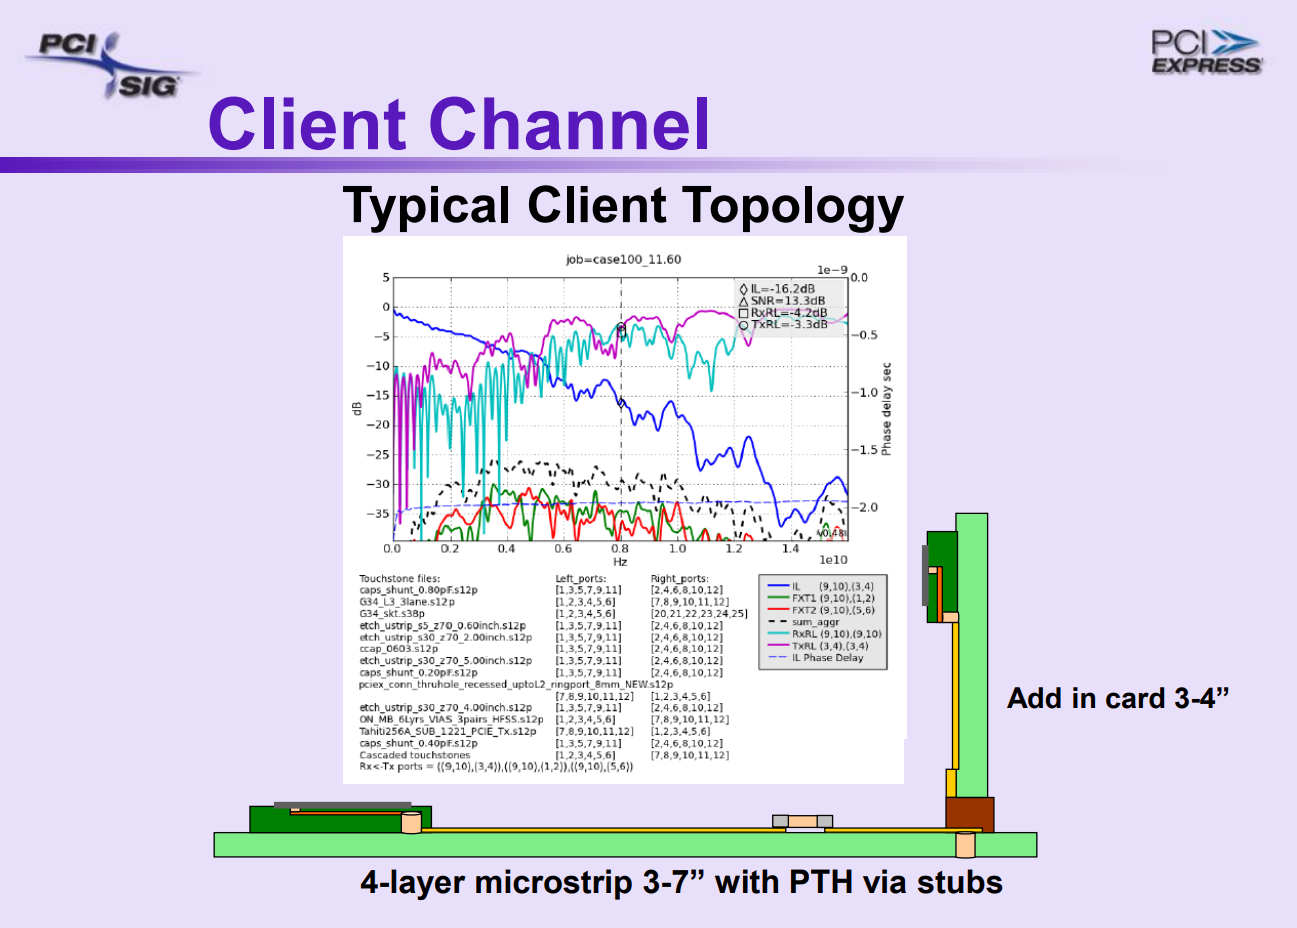 PCI
SIG
PCI
EXPRESS
Client Channel
Typical Client Topology
job=case100_11.60
1e−9
5
0
−5
−10
−15
−20
−25
−30
−35
dB
0.0
−0.5
−1.0
−1.5
−2.0
Phase delay sec
IL=-16.2dB
SNR=13.3dB
RxRL=-4.2dB
TxRL=-3.3dB
0.0 0.2 0.4 0.6 0.8 1.0 1.2 1.4
1e10
Hz
Touchstone files: Left_ports: Right_ports:
caps_shunt_0.80pF.s12p [1,3,5,7,9,11] [2,4,6,8,10,12]
G34_L3_3lane.s12p [1,2,3,4,5,6] [7,8,9,10,11,12]
G34_skt.s38p [1,2,3,4,5,6] [20,21,22,23,24,25]
etch_ustrip_s5_z70_0.60inch.s12p [1,3,5,7,9,11] [2,4,6,8,10,12]
etch_ustrip_s30_z70_2.00inch.s12p [1,3,5,7,9,11] [2,4,6,8,10,12]
ccap_0603.s12p [1,3,5,7,9,11] [2,4,6,8,10,12]
etch_ustrip_s30_z70_5.00inch.s12p [1,3,5,7,9,11] [2,4,6,8,10,12]
caps_shunt_0.20pF.s12p [1,3,5,7,9,11] [2,4,6,8,10,12]
pciex_conn_thruhole_recessed_uptoL2_ringport_8mm_NEW.s12p
[7,8,9,10,11,12] [1,2,3,4,5,6]
etch_ustrip_s30_z70_4.00inch.s12p [1,3,5,7,9,11] [2,4,6,8,10,12]
ON_MB_6Lyrs_VIAS_3pairs_HFSS.s12p [1,2,3,4,5,6] [7,8,9,10,11,12]
Tahiti256A_SUB_1221_PCIE_Tx.s12p [7,8,9,10,11,12] [1,2,3,4,5,6]
caps_shunt_0.40pF.s12p [1,3,5,7,9,11] [2,4,6,8,10,12]
Cascaded touchstones [1,2,3,4,5,6] [7,8,9,10,11,12]
Rx<-Tx ports = ((9,10),(3,4)),((9,10),(1,2)),((9,10),(5,6))
IL (9,10),(3,4)
FXT1 (9,10),(1,2)
FXT2 (9,10),(5,6)
sum_aggr
RxRL (9,10),(9,10)
TxRL (3,4),(3,4)
IL Phase Delay
Add in card 3-4”
4-layer microstrip 3-7” with PTH via stubs